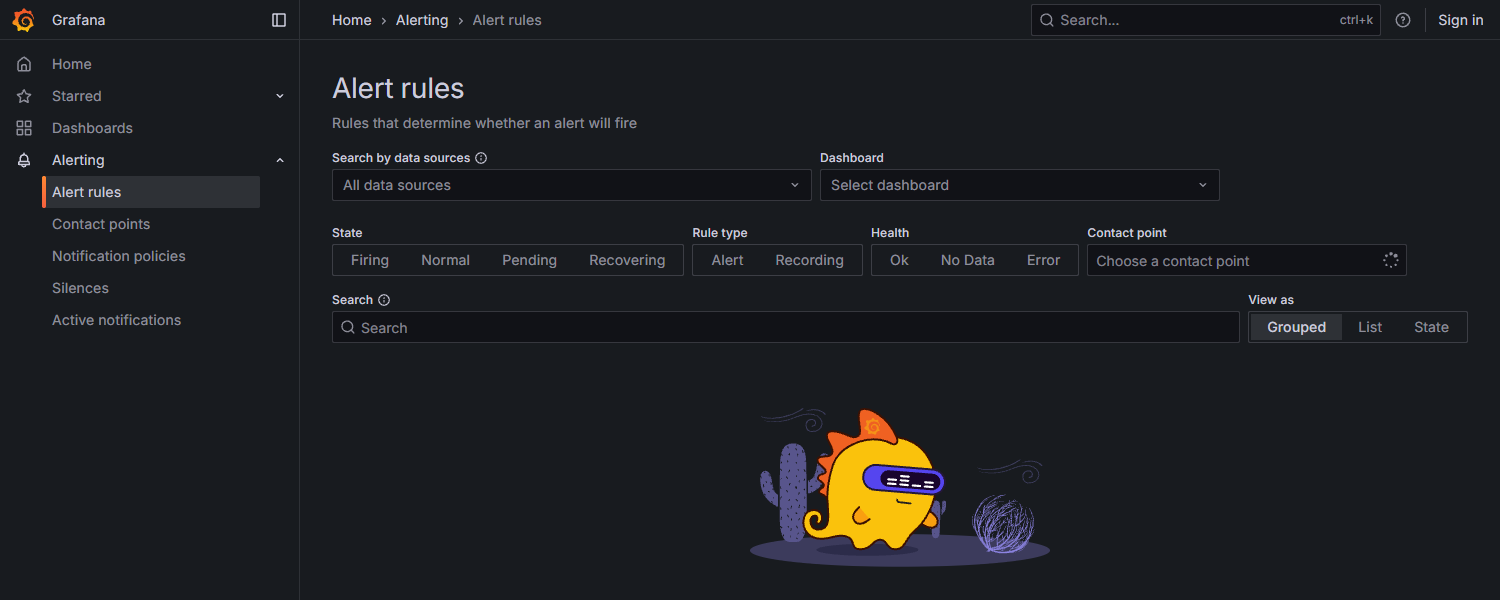 Grafana
Home › Alerting › Alert rules
Search... ctrl+k
Sign in
Home
Starred
Dashboards
Alerting
Alert rules
Contact points
Notification policies
Silences
Active notifications
Alert rules
Rules that determine whether an alert will fire
Search by data sources
Dashboard
All data sources
Select dashboard
State
Rule type
Health
Contact point
Firing Normal Pending Recovering
Alert Recording
Ok No Data Error
Choose a contact point
Search
View as
Search
Grouped List State